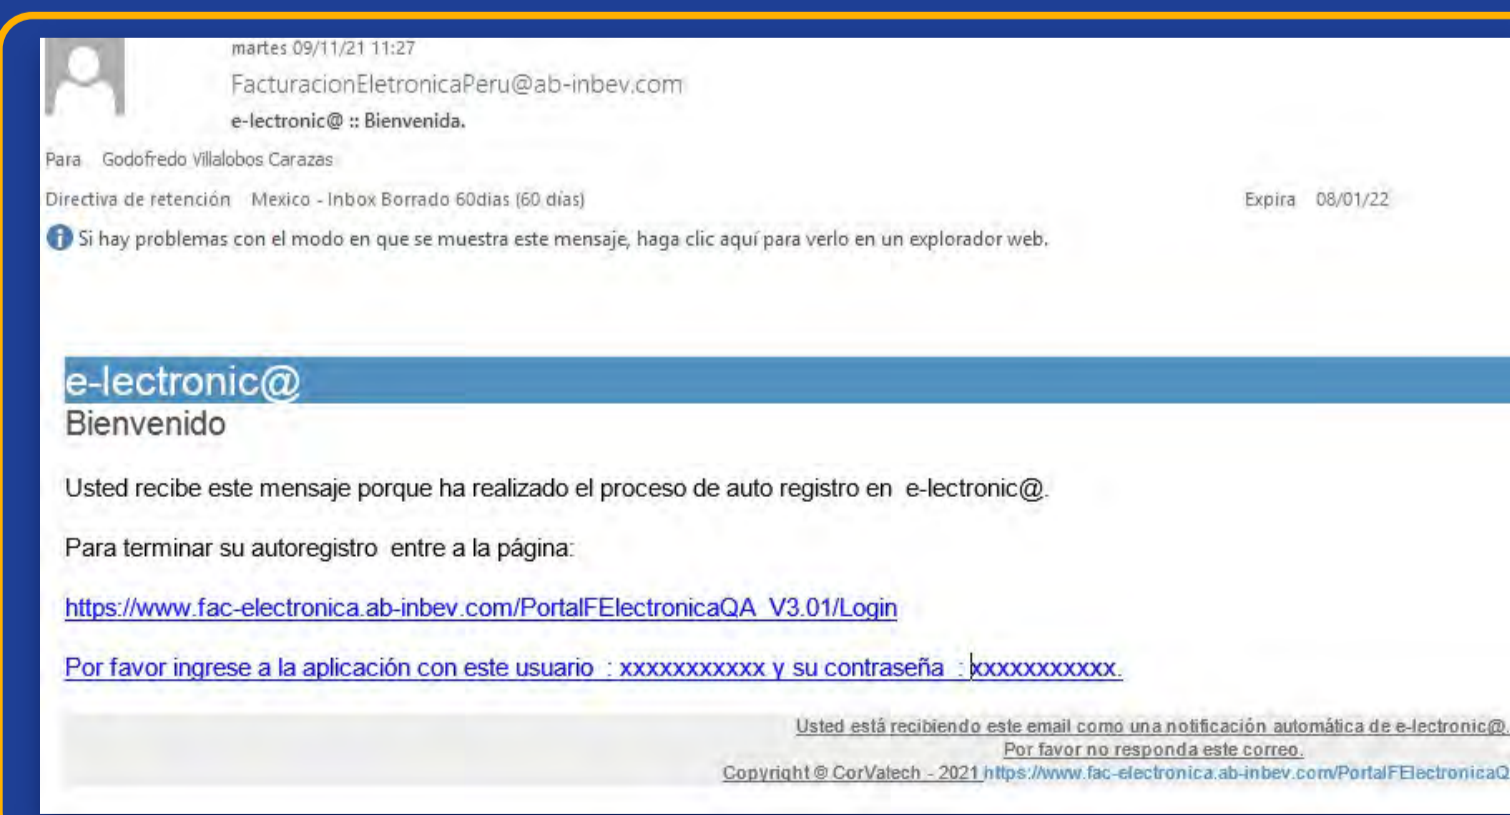 martes 09/11/21 11:27
FacturacionEletronicaPeru@ab-inbev.com
e-lectronic@ :: Bienvenida.
Para Godofredo Villalobos Carazas
Directiva de retención Mexico - Inbox Borrado 60dias (60 días) Expira 08/01/22
Si hay problemas con el modo en que se muestra este mensaje, haga clic aquí para verlo en un explorador web.
e-lectronic@
Bienvenido
Usted recibe este mensaje porque ha realizado el proceso de auto registro en e-lectronic@.
Para terminar su autoregistro entre a la página:
https://www.fac-electronica.ab-inbev.com/PortalFElectronicaQA_V3.01/Login
Por favor ingrese a la aplicación con este usuario : xxxxxxxxxxx y su contraseña : xxxxxxxxxxx.
Usted está recibiendo este email como una notificación automática de e-lectronic@.
Por favor no responda este correo.
Copyright © CorVatech - 2021 https://www.fac-electronica.ab-inbev.com/PortalFElectronicaQ